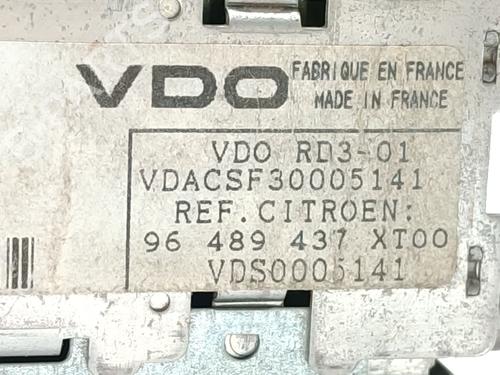 VDO
FABRIQUE EN FRANCE
MADE IN FRANCE
VDO RD3-01
VDACSF30005141
REF. CITROEN:
96 489 437 XT00
VDS0005141